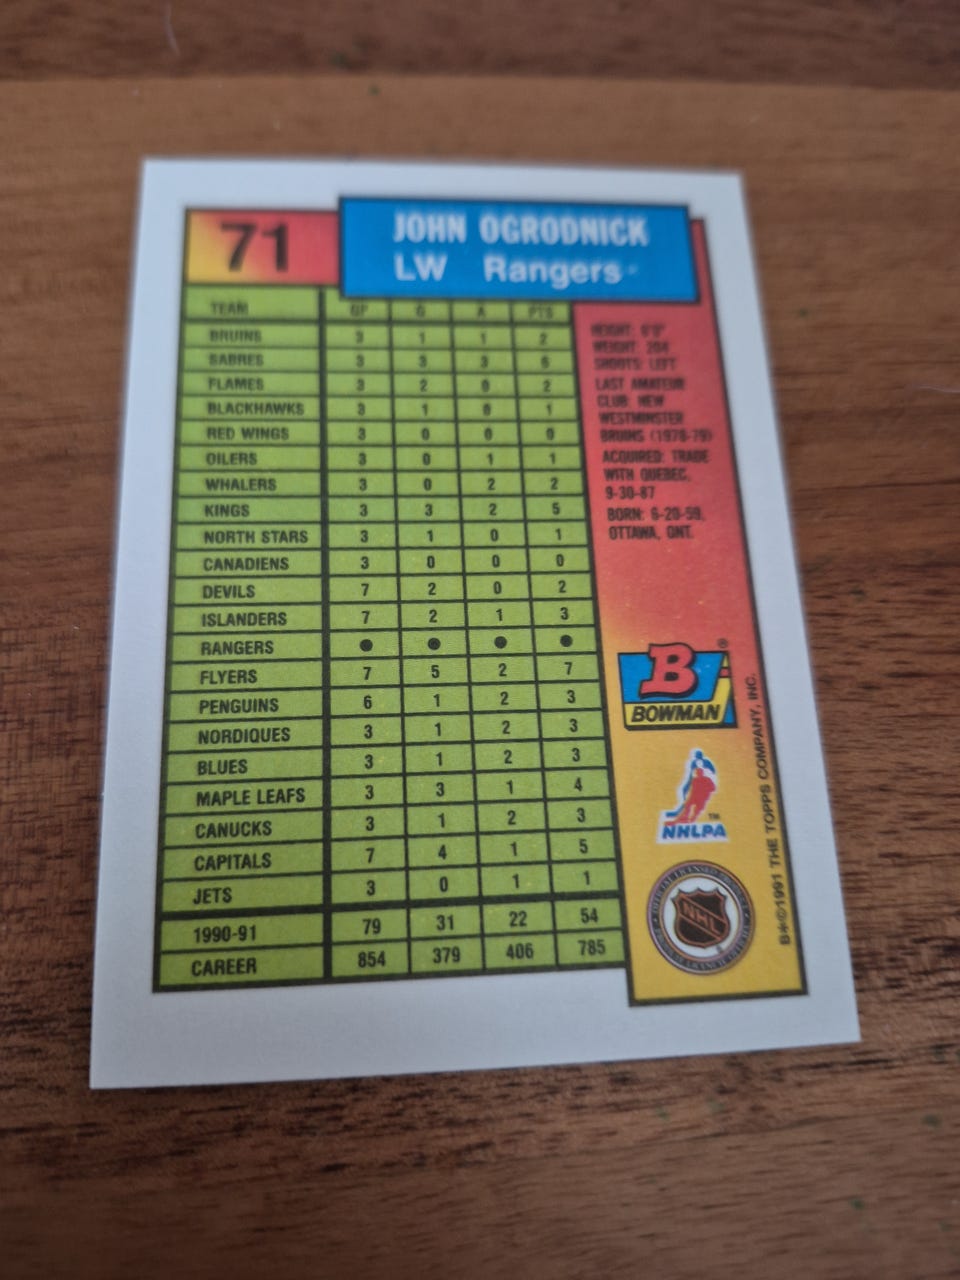 71
JOHN OGRODNICK
LW Rangers
TEAM GP G A PTS
BRUINS 3 1 1 2
SABRES 3 3 3 6
FLAMES 3 2 0 2
BLACKHAWKS 3 1 0 1
RED WINGS 3 0 0 0
OILERS 3 0 1 1
WHALERS 3 0 2 2
KINGS 3 3 2 5
NORTH STARS 3 1 0 1
CANADIENS 3 0 0 0
DEVILS 7 2 0 2
ISLANDERS 7 2 1 3
RANGERS ● ● ● ●
FLYERS 7 5 2 7
PENGUINS 6 1 2 3
NORDIQUES 3 1 2 3
BLUES 3 1 2 3
MAPLE LEAFS 3 3 1 4
CANUCKS 3 1 2 3
CAPITALS 7 4 1 5
JETS 3 0 1 1
1990-91 79 31 22 54
CAREER 854 379 406 785
HEIGHT: 6'0"
WEIGHT: 204
SHOOTS: LEFT
LAST AMATEUR
CLUB: NEW
WESTMINSTER
BRUINS (1978-79)
ACQUIRED: TRADE
WITH QUEBEC,
9-30-87
BORN: 6-20-59,
OTTAWA, ONT.
B ®
BOWMAN
NHLPA ™
NHL
B**©1991 THE TOPPS COMPANY, INC.